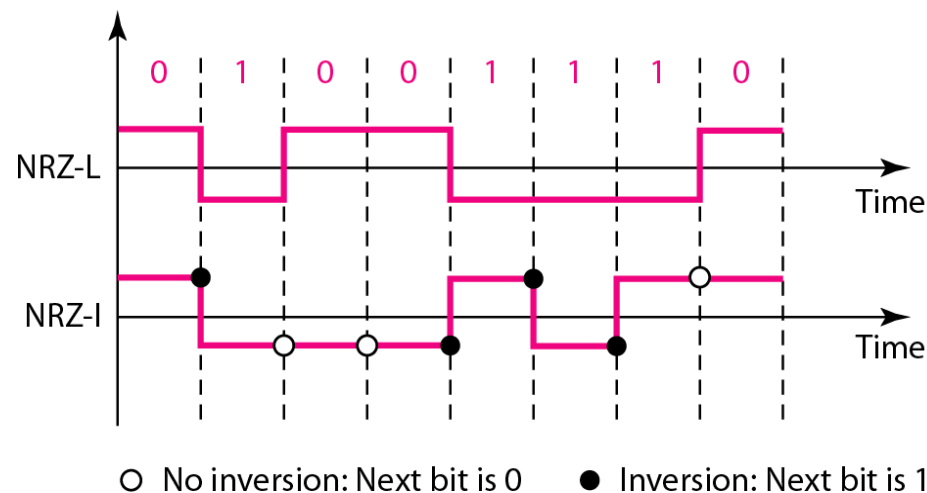 0 1 0 0 1 1 1 0
NRZ-L
Time
NRZ-I
Time
No inversion: Next bit is 0 Inversion: Next bit is 1